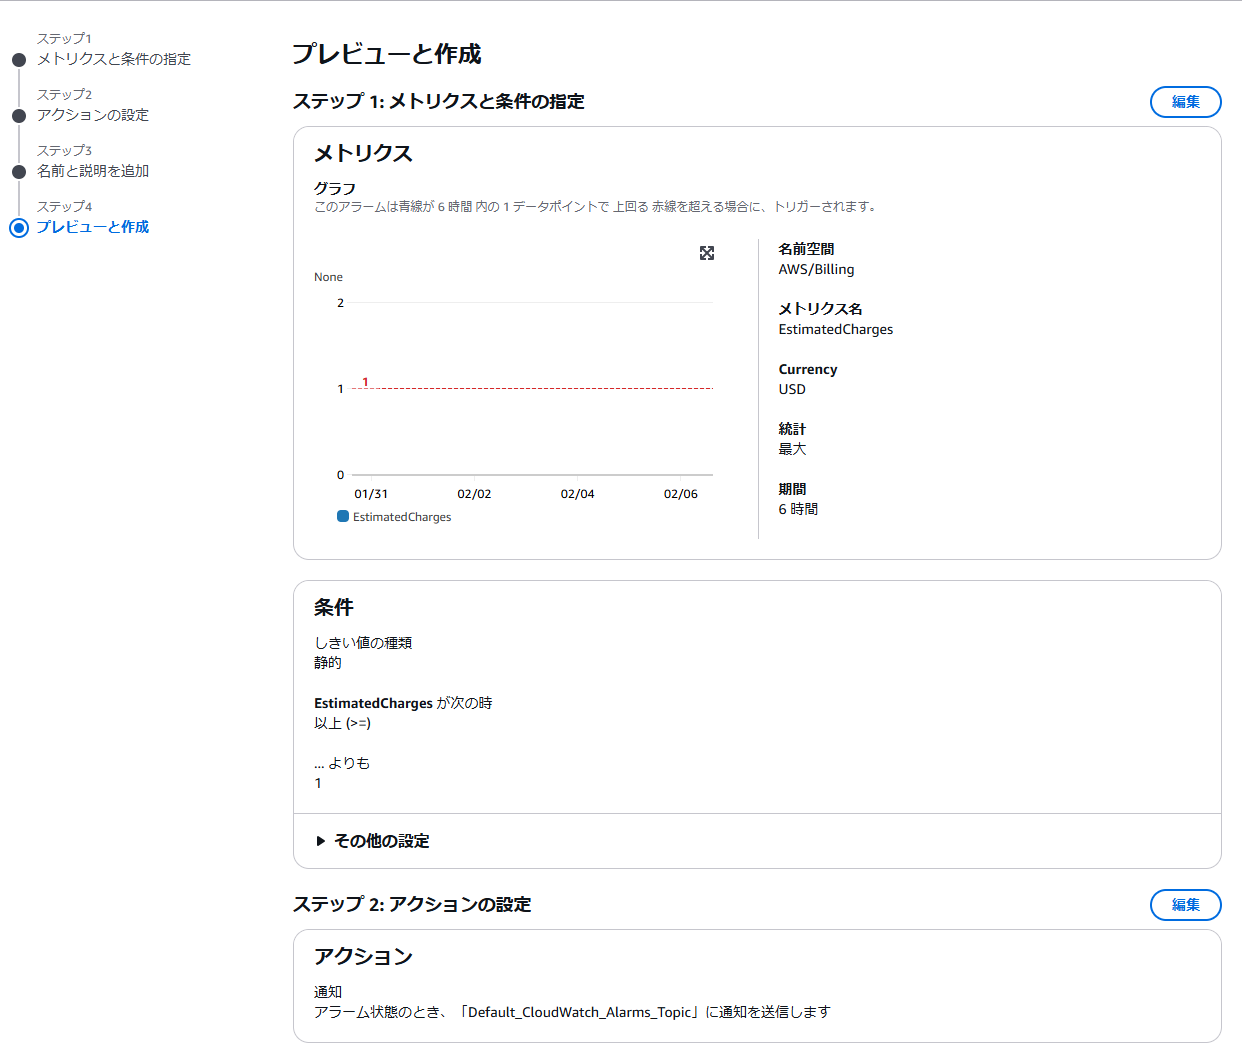 ステップ1
メトリクスと条件の指定
ステップ2
アクションの設定
ステップ3
名前と説明を追加
ステップ4
プレビューと作成
プレビューと作成
ステップ 1: メトリクスと条件の指定
編集
メトリクス
グラフ
このアラームは青線が 6 時間 内の 1 データポイントで 上回る 赤線を超える場合に、トリガーされます。
None
2
1
1
0
01/31 02/02 02/04 02/06
EstimatedCharges
名前空間
AWS/Billing
メトリクス名
EstimatedCharges
Currency
USD
統計
最大
期間
6 時間
条件
しきい値の種類
静的
EstimatedCharges が次の時
以上 (>=)
... よりも
1
その他の設定
ステップ 2: アクションの設定
編集
アクション
通知
アラーム状態のとき、「Default_CloudWatch_Alarms_Topic」に通知を送信します